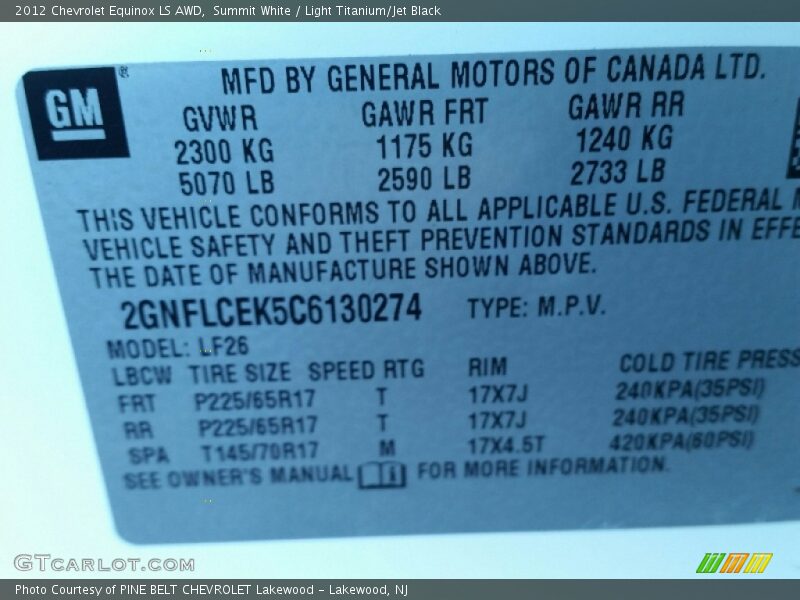 2012 Chevrolet Equinox LS AWD, Summit White / Light Titanium/Jet Black
GM ®
MFD BY GENERAL MOTORS OF CANADA LTD.
GVWR GAWR FRT GAWR RR
2300 KG 1175 KG 1240 KG
5070 LB 2590 LB 2733 LB
THIS VEHICLE CONFORMS TO ALL APPLICABLE U.S. FEDERAL M
VEHICLE SAFETY AND THEFT PREVENTION STANDARDS IN EFFE
THE DATE OF MANUFACTURE SHOWN ABOVE.
2GNFLCEK5C6130274 TYPE: M.P.V.
MODEL: LF26
LBCW TIRE SIZE SPEED RTG RIM COLD TIRE PRESS
FRT P225/65R17 T 17X7J 240KPA(35PSI)
RR P225/65R17 T 17X7J 240KPA(35PSI)
SPA T145/70R17 M 17X4.5T 420KPA(60PSI)
SEE OWNER'S MANUAL FOR MORE INFORMATION.
GTCARLOT.COM
Photo Courtesy of PINE BELT CHEVROLET Lakewood - Lakewood, NJ